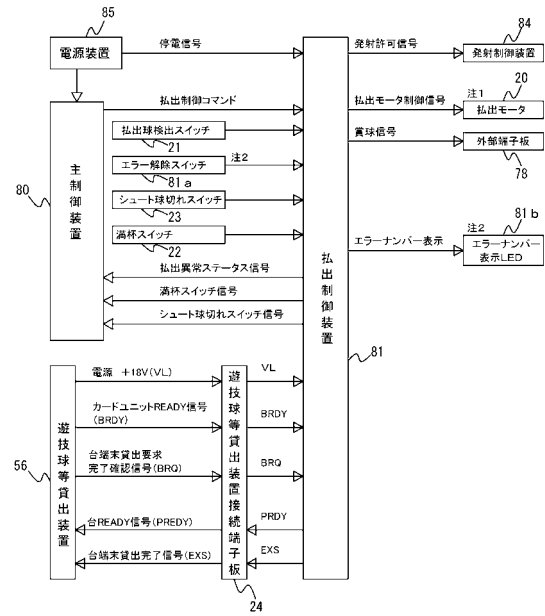 85
電源装置
停電信号
発射許可信号
84
発射制御装置
払出制御コマンド
払出モータ制御信号
注1
20
払出モータ
払出球検出スイッチ
21
賞球信号
外部端子板
78
エラー解除スイッチ
注2
81a
シュート球切れスイッチ
23
満杯スイッチ
22
80
主制御装置
エラーナンバー表示
注2
81b
エラーナンバー
表示LED
払出異常ステータス信号
満杯スイッチ信号
シュート球切れスイッチ信号
払出制御装置
81
56
遊技球等貸出装置
電源 +18V(VL)
VL
カードユニットREADY信号
(BRDY)
BRDY
台端末貸出要求
完了確認信号(BRQ)
BRQ
台READY信号(PREDY)
PRDY
台端末貸出完了信号(EXS)
EXS
遊技球等貸出装置接続端子板
24